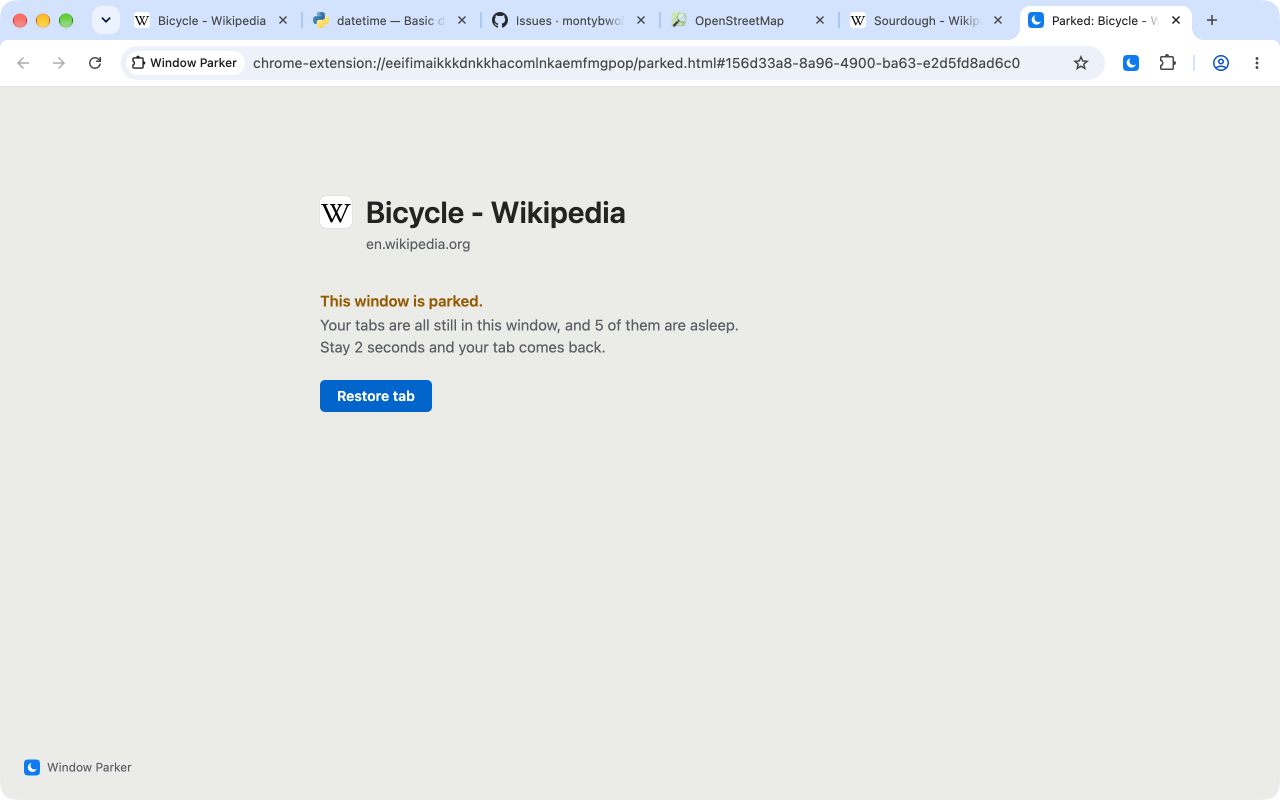 Bicycle - Wikipedia
datetime — Basic d
Issues · montybwo
OpenStreetMap
Sourdough - Wikip
Parked: Bicycle - W
Window Parker
chrome-extension://eeifimaikkkdnkkhacomlnkaemfmgpop/parked.html#156d33a8-8a96-4900-ba63-e2d5fd8ad6c0
W Bicycle - Wikipedia
en.wikipedia.org
This window is parked.
Your tabs are all still in this window, and 5 of them are asleep.
Stay 2 seconds and your tab comes back.
Restore tab
Window Parker